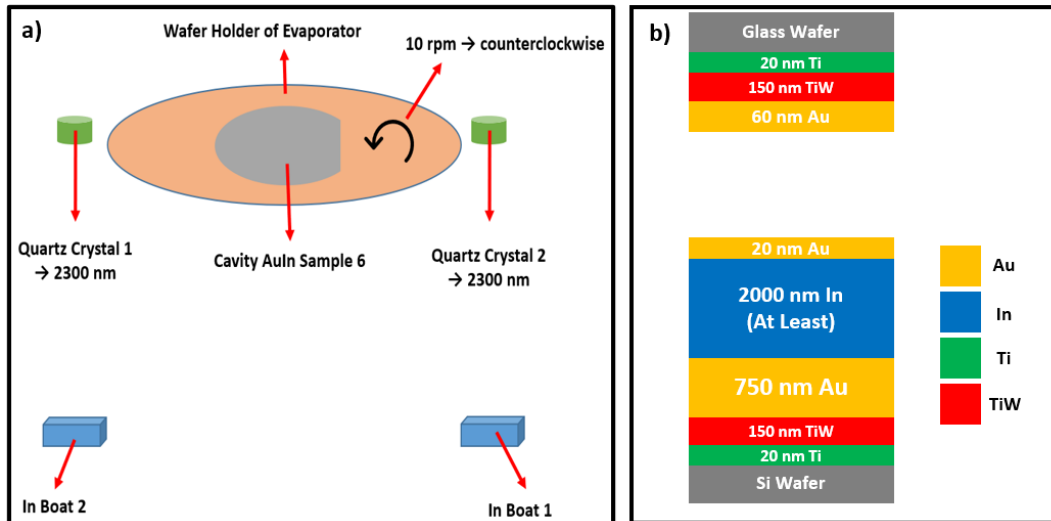 a)
Wafer Holder of Evaporator
10 rpm → counterclockwise
Quartz Crystal 1
→ 2300 nm
Cavity AuIn Sample 6
Quartz Crystal 2
→ 2300 nm
In Boat 2
In Boat 1
b)
Glass Wafer
20 nm Ti
150 nm TiW
60 nm Au
20 nm Au
2000 nm In
(At Least)
750 nm Au
150 nm TiW
20 nm Ti
Si Wafer
Au
In
Ti
TiW